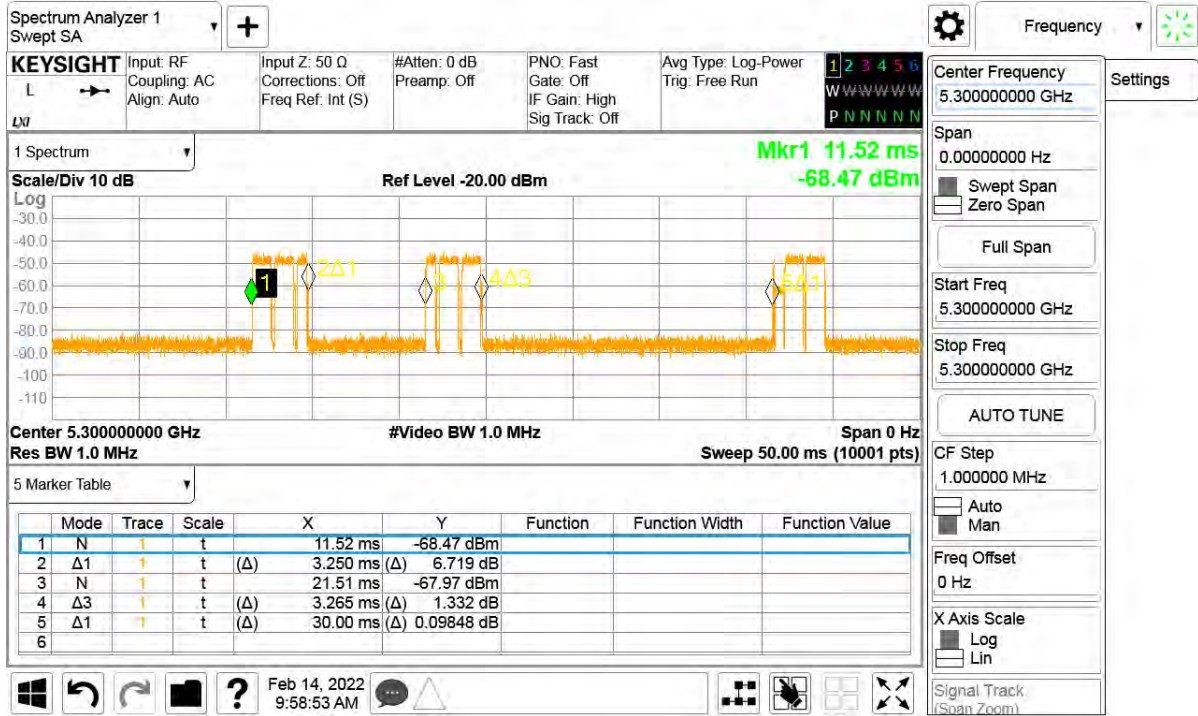 Spectrum Analyzer 1
Swept SA
+
Frequency
KEYSIGHT
L
LXI
Input: RF
Coupling: AC
Align: Auto
Input Z: 50 Ω
Corrections: Off
Freq Ref: Int (S)
#Atten: 0 dB
Preamp: Off
PNO: Fast
Gate: Off
IF Gain: High
Sig Track: Off
Avg Type: Log-Power
Trig: Free Run
1 2 3 4 5 6
W W W W W W
P N N N N N
Center Frequency
5.300000000 GHz
Settings
Span
0.00000000 Hz
Swept Span
Zero Span
Full Span
Start Freq
5.300000000 GHz
Stop Freq
5.300000000 GHz
AUTO TUNE
CF Step
1.000000 MHz
Auto
Man
Freq Offset
0 Hz
X Axis Scale
Log
Lin
Signal Track
(Span Zoom)
1 Spectrum
Mkr1 11.52 ms
-68.47 dBm
Scale/Div 10 dB
Ref Level -20.00 dBm
Log
-30.0
-40.0
-50.0
-60.0
-70.0
-80.0
-90.0
-100
-110
1
2Δ1
3
4Δ3
5Δ1
Center 5.300000000 GHz
#Video BW 1.0 MHz
Span 0 Hz
Res BW 1.0 MHz
Sweep 50.00 ms (10001 pts)
5 Marker Table
Mode Trace Scale X Y Function Function Width Function Value
1 N 1 t 11.52 ms -68.47 dBm
2 Δ1 1 t (Δ) 3.250 ms (Δ) 6.719 dB
3 N 1 t 21.51 ms -67.97 dBm
4 Δ3 1 t (Δ) 3.265 ms (Δ) 1.332 dB
5 Δ1 1 t (Δ) 30.00 ms (Δ) 0.09848 dB
6
?
Feb 14, 2022
9:58:53 AM